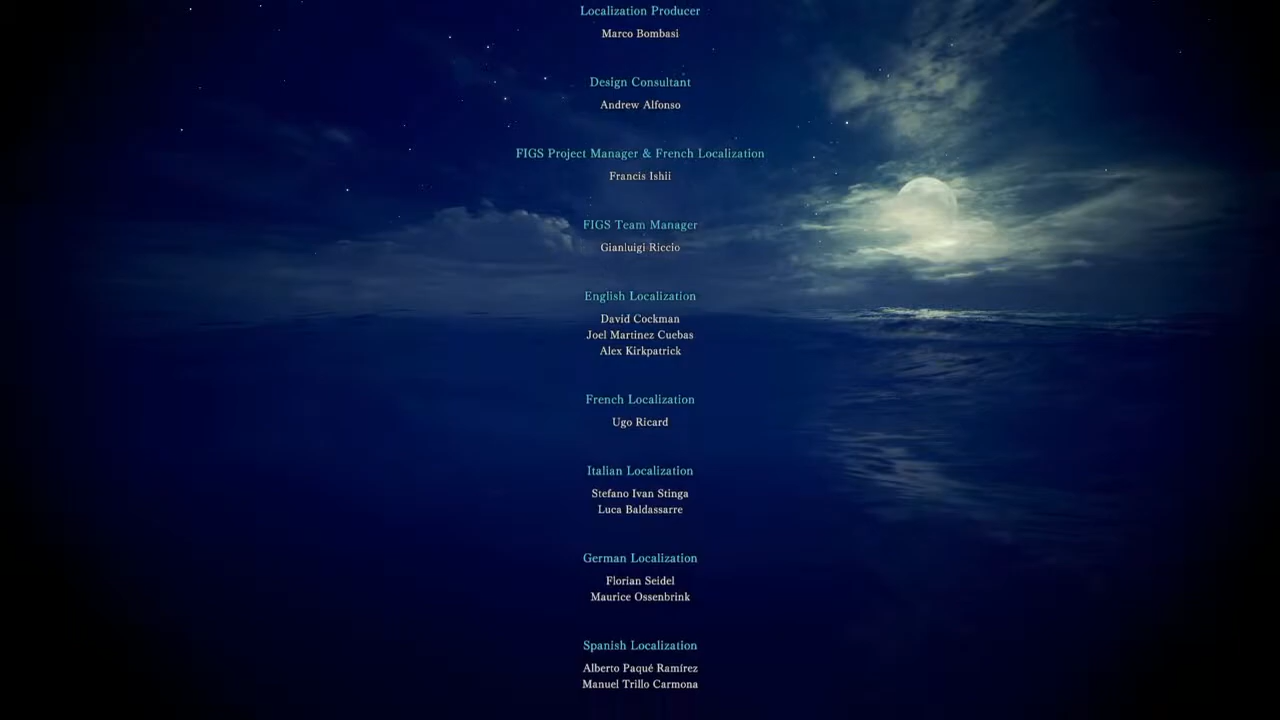 Localization Producer
Marco Bombasi
Design Consultant
Andrew Alfonso
FIGS Project Manager & French Localization
Francis Ishii
FIGS Team Manager
Gianluigi Riccio
English Localization
David Cockman
Joel Martinez Cuebas
Alex Kirkpatrick
French Localization
Ugo Ricard
Italian Localization
Stefano Ivan Stinga
Luca Baldassarre
German Localization
Florian Seidel
Maurice Ossenbrink
Spanish Localization
Alberto Paqué Ramírez
Manuel Trillo Carmona